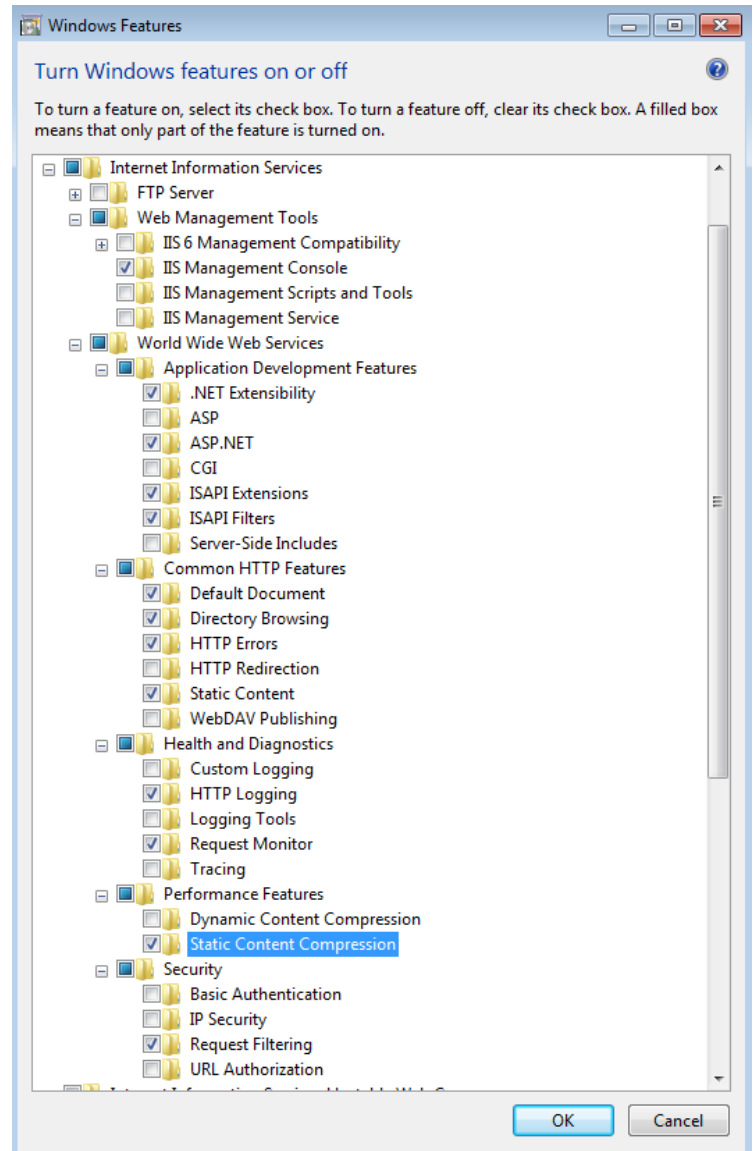 Windows Features
Turn Windows features on or off
To turn a feature on, select its check box. To turn a feature off, clear its check box. A filled box
means that only part of the feature is turned on.
Internet Information Services
FTP Server
Web Management Tools
IIS 6 Management Compatibility
IIS Management Console
IIS Management Scripts and Tools
IIS Management Service
World Wide Web Services
Application Development Features
.NET Extensibility
ASP
ASP.NET
CGI
ISAPI Extensions
ISAPI Filters
Server-Side Includes
Common HTTP Features
Default Document
Directory Browsing
HTTP Errors
HTTP Redirection
Static Content
WebDAV Publishing
Health and Diagnostics
Custom Logging
HTTP Logging
Logging Tools
Request Monitor
Tracing
Performance Features
Dynamic Content Compression
Static Content Compression
Security
Basic Authentication
IP Security
Request Filtering
URL Authorization
OK Cancel